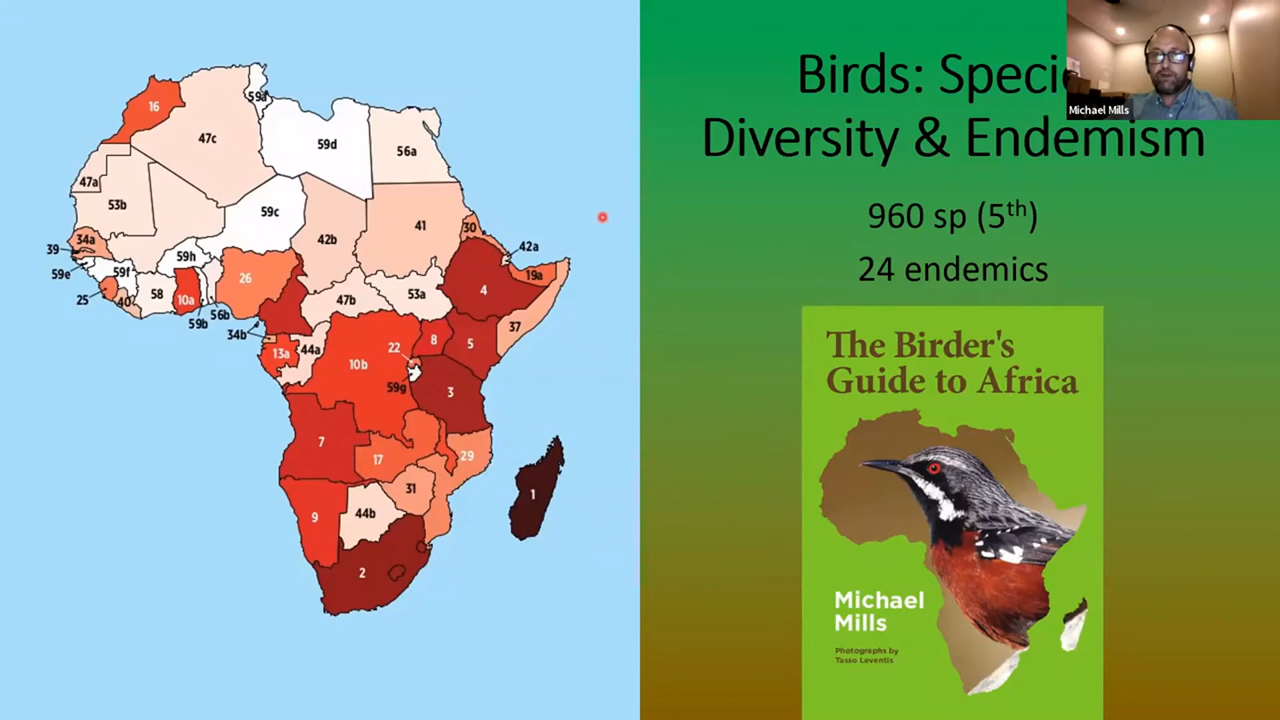 16
59a
47c
59d
56a
47a
53b
59c
42b
41
30
42a
34a
39
59e
59f
59h
26
19a
4
25
40
58
10a
59b
56b
47b
53a
37
34b
13a
44a
10b
22
8
5
59g
3
7
17
29
31
1
9
44b
2
Birds: Specie
Diversity & Endemism
960 sp (5th)
24 endemics
The Birder's
Guide to Africa
Michael
Mills
Photographs by
Tasso Leventis
Michael Mills